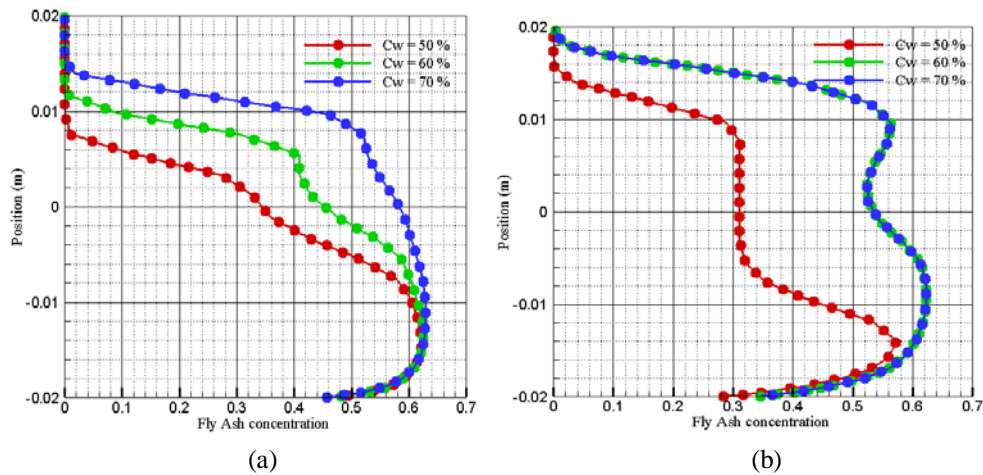 0.02
0.01
0
-0.01
-0.02
Position (m)
Cw = 50 %
Cw = 60 %
Cw = 70 %
0 0.1 0.2 0.3 0.4 0.5 0.6 0.7
Fly Ash concentration
(a)
0.02
0.01
0
-0.01
-0.02
Position (m)
Cw = 50 %
Cw = 60 %
Cw = 70 %
0 0.1 0.2 0.3 0.4 0.5 0.6 0.7
Fly Ash concentration
(b)